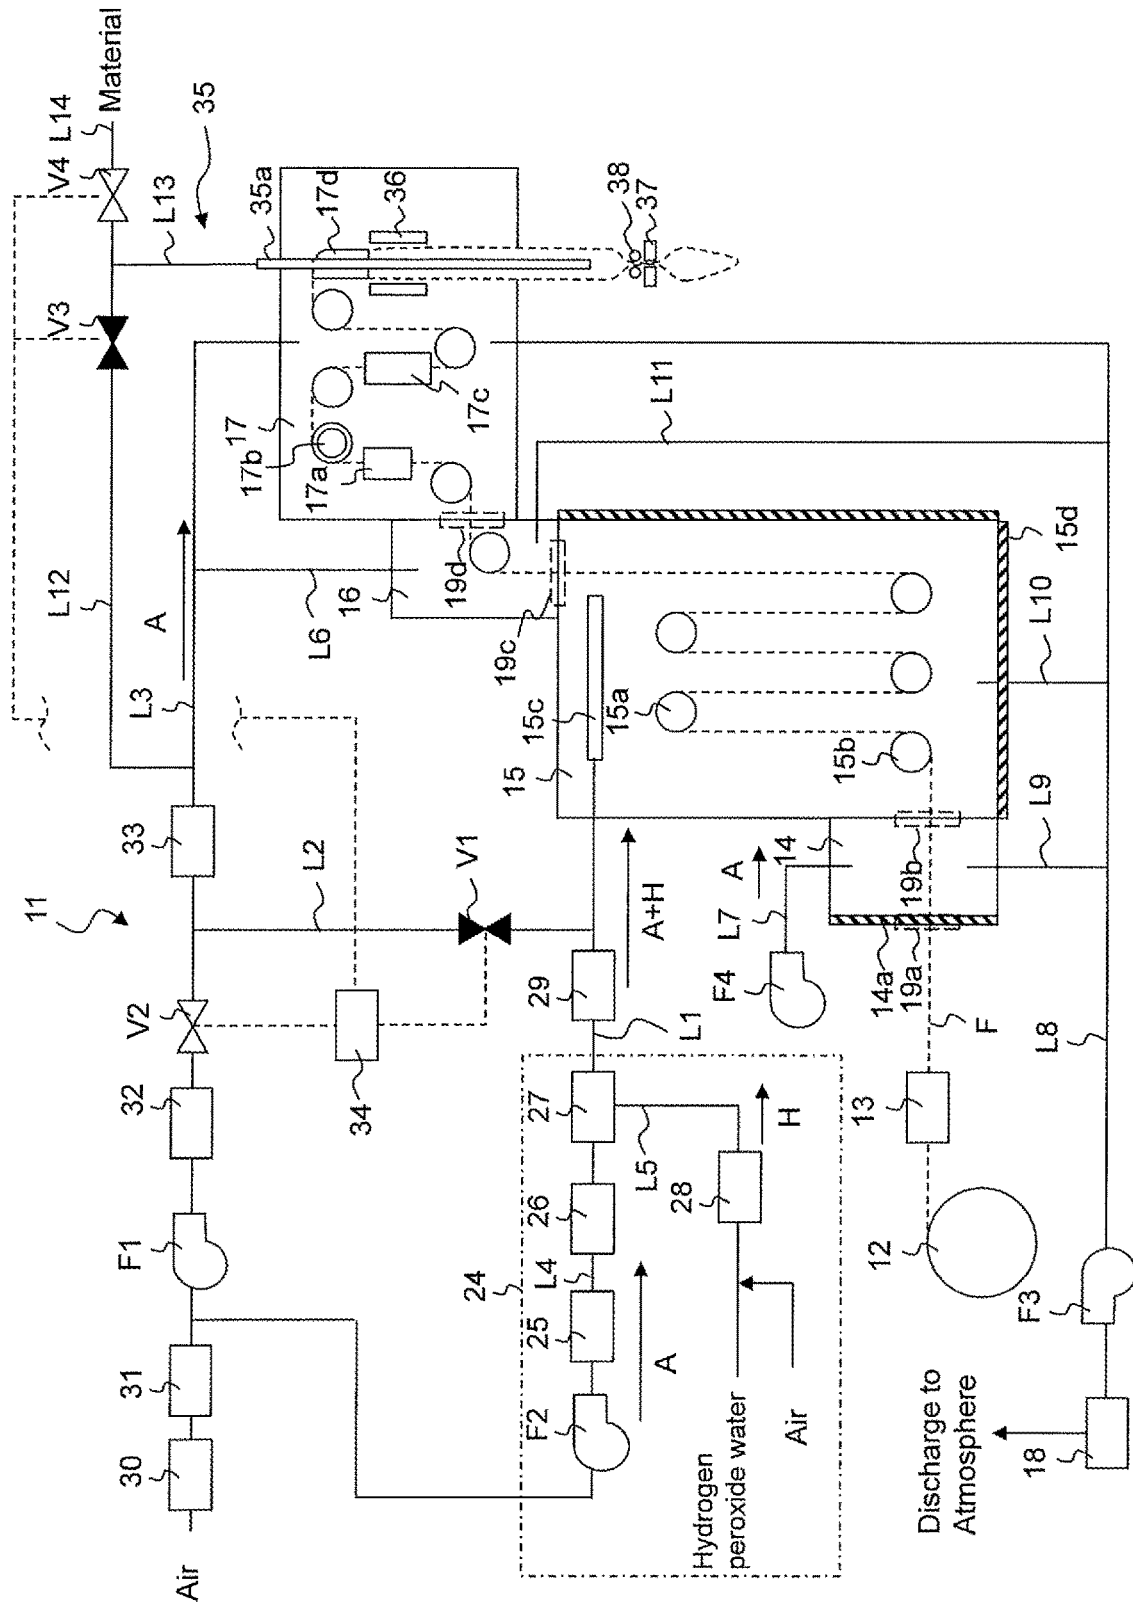 Air
30
31
F1
32
V2
11
33
L3
A
L12
V3
L13
V4
L14
Material
35
35a
17d
36
38
37
17
17b
17a
17c
L6
16
19d
19c
L11
L2
34
V1
A+H
15
15c
15a
15b
15d
L10
24
F2
25
L4
26
27
L1
29
A
L5
28
H
Hydrogen
peroxide water
Air
F4
L7
A
14
14a
19a
19b
L9
F
13
12
L8
F3
18
Discharge to
Atmosphere